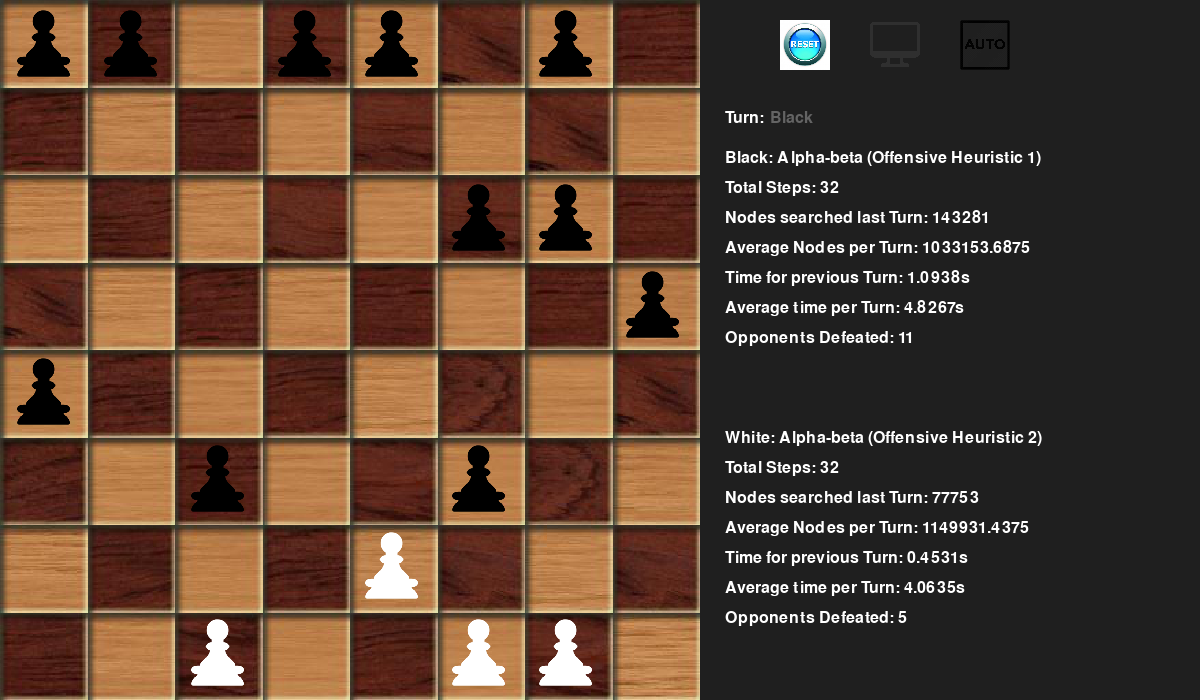 RESET
AUTO
Turn: Black
Black: Alpha-beta (Offensive Heuristic 1)
Total Steps: 32
Nodes searched last Turn: 143281
Average Nodes per Turn: 1033153.6875
Time for previous Turn: 1.0938s
Average time per Turn: 4.8267s
Opponents Defeated: 11
White: Alpha-beta (Offensive Heuristic 2)
Total Steps: 32
Nodes searched last Turn: 77753
Average Nodes per Turn: 1149931.4375
Time for previous Turn: 0.4531s
Average time per Turn: 4.0635s
Opponents Defeated: 5